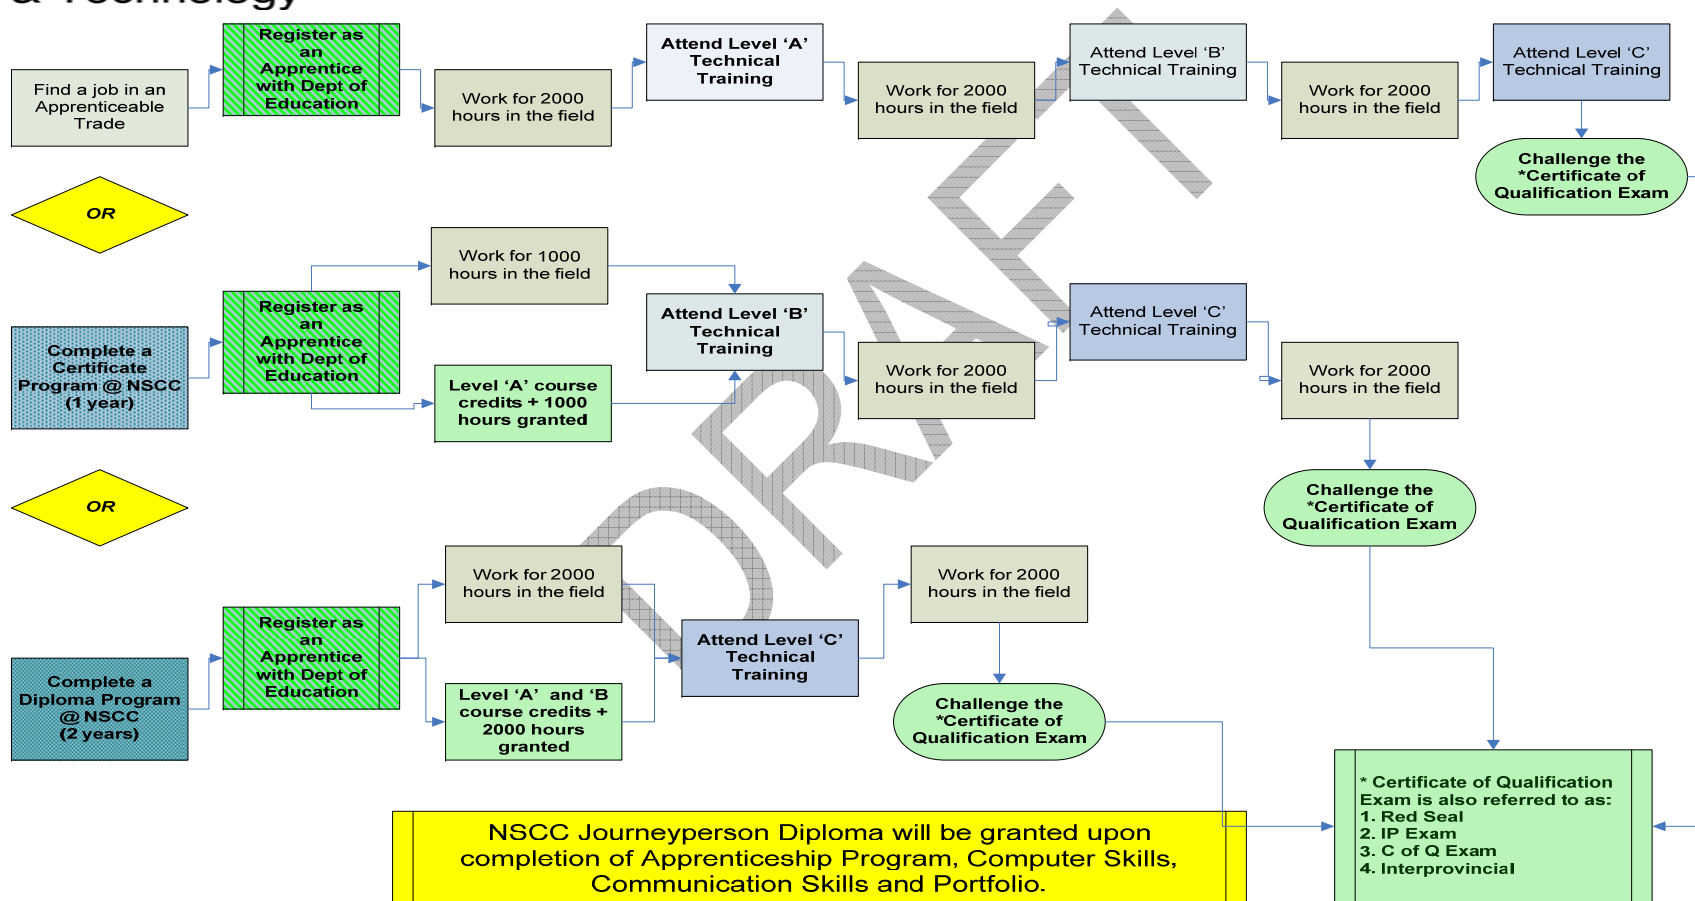 & Technology
Find a job in an
Apprenticeable
Trade
Register as
an
Apprentice
with Dept of
Education
Work for 2000
hours in the field
Attend Level ‘A’
Technical
Training
Work for 2000
hours in the field
Attend Level ‘B’
Technical Training
Work for 2000
hours in the field
Attend Level ‘C’
Technical Training
Challenge the
*Certificate of
Qualification Exam
OR
Complete a
Certificate
Program @ NSCC
(1 year)
Register as
an
Apprentice
with Dept of
Education
Work for 1000
hours in the field
Level ‘A’ course
credits + 1000
hours granted
Attend Level ‘B’
Technical
Training
Work for 2000
hours in the field
Attend Level ‘C’
Technical Training
Work for 2000
hours in the field
Challenge the
*Certificate of
Qualification Exam
OR
Complete a
Diploma Program
@ NSCC
(2 years)
Register as
an
Apprentice
with Dept of
Education
Work for 2000
hours in the field
Level ‘A’ and ‘B
course credits +
2000 hours
granted
Attend Level ‘C’
Technical
Training
Work for 2000
hours in the field
Challenge the
*Certificate of
Qualification Exam
* Certificate of Qualification
Exam is also referred to as:
1. Red Seal
2. IP Exam
3. C of Q Exam
4. Interprovincial
NSCC Journeyperson Diploma will be granted upon
completion of Apprenticeship Program, Computer Skills,
Communication Skills and Portfolio.
DRAFT